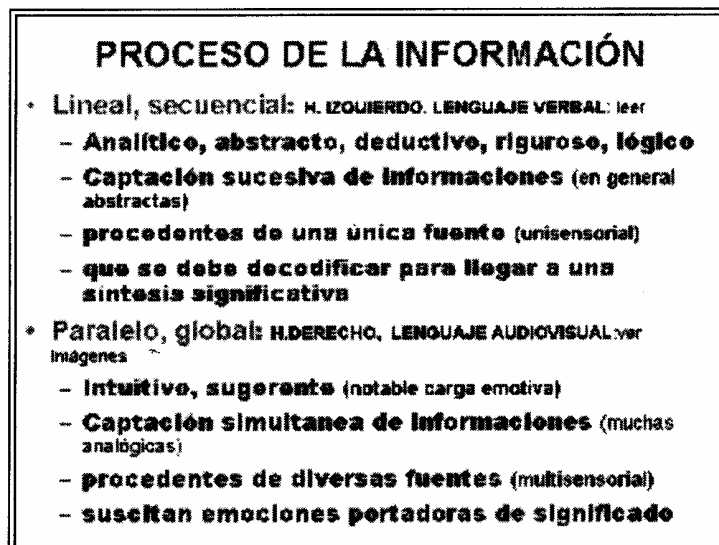 PROCESO DE LA INFORMACIÓN
• Lineal, secuencial: H. IZQUIERDO. LENGUAJE VERBAL: leer
– Analítico, abstracto, deductivo, riguroso, lógico
– Captación sucesiva de informaciones (en general
abstractas)
– procedentes de una única fuente (unisensorial)
– que se debe decodificar para llegar a una
síntesis significativa
• Paralelo, global: H.DERECHO, LENGUAJE AUDIOVISUAL:ver
imágenes
– Intuitivo, sugerente (notable carga emotiva)
– Captación simultanea de informaciones (muchas
analógicas)
– procedentes de diversas fuentes (multisensorial)
– suscitan emociones portadoras de significado